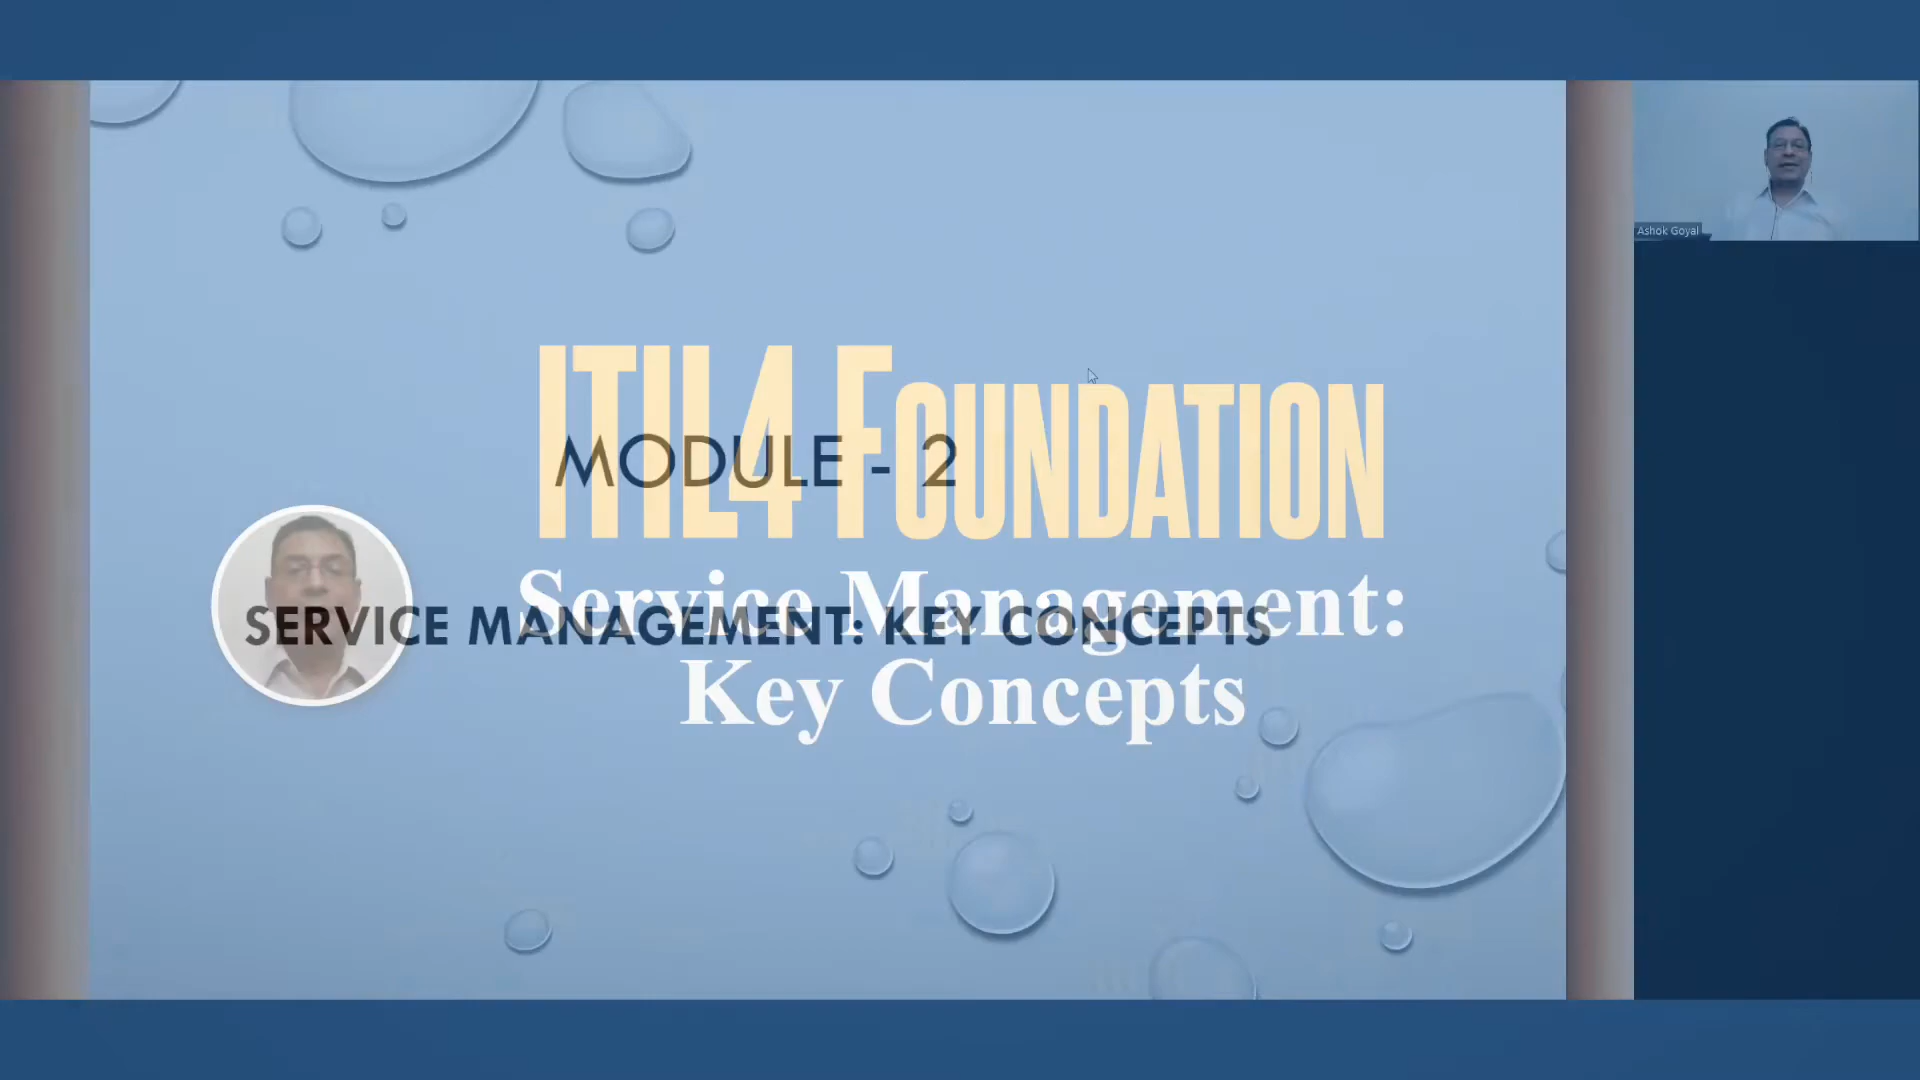 ITIL4 FOUNDATION
MODULE - 2
Service Management:
SERVICE MANAGEMENT: KEY CONCEPTS
Key Concepts
Ashok Goyal